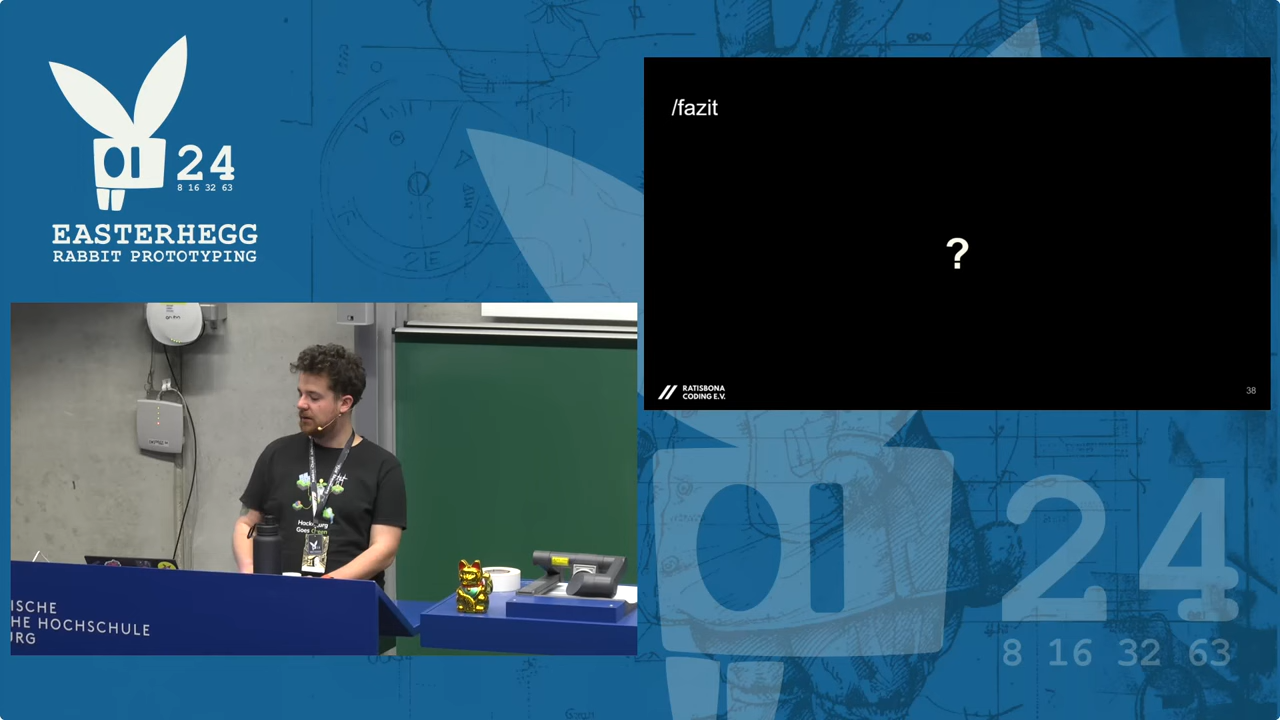 24
8 16 32 63
EASTERHEGG
RABBIT PROTOTYPING
/fazit
?
RATISBONA
CODING E.V.
38
Goes
ISCHE
HE HOCHSCHULE
URG
24
8 16 32 63